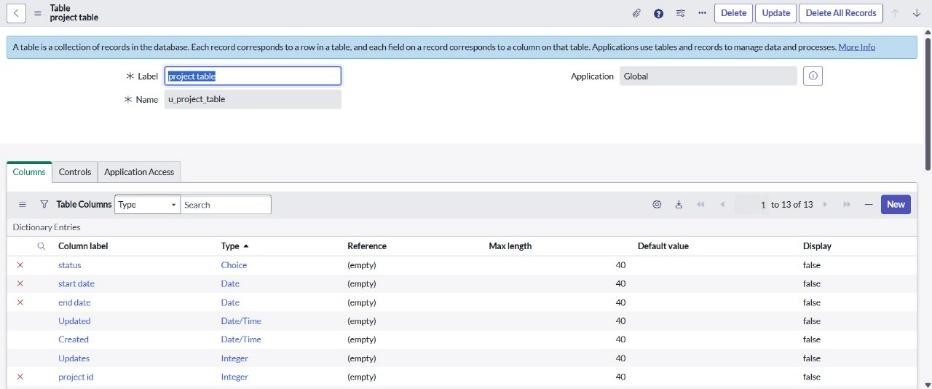 Table
project table
Delete Update Delete All Records
A table is a collection of records in the database. Each record corresponds to a row in a table, and each field on a record corresponds to a column on that table. Applications use tables and records to manage data and processes. More Info
Label project table Application Global
Name u_project_table
Columns Controls Application Access
Table Columns Type Search 1 to 13 of 13 New
Dictionary Entries
Column label Type Reference Max length Default value Display
status Choice (empty) 40 false
start date Date (empty) 40 false
end date Date (empty) 40 false
Updated Date/Time (empty) 40 false
Created Date/Time (empty) 40 false
Updates Integer (empty) 40 false
project id Integer (empty) 40 false